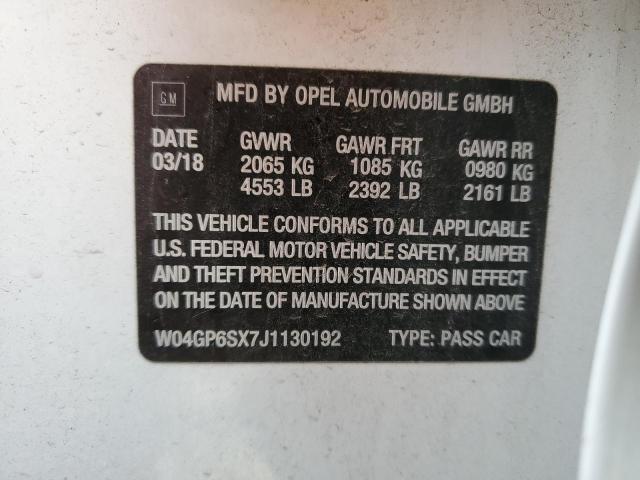 GM MFD BY OPEL AUTOMOBILE GMBH
DATE GVWR GAWR FRT GAWR RR
03/18 2065 KG 1085 KG 0980 KG
4553 LB 2392 LB 2161 LB
THIS VEHICLE CONFORMS TO ALL APPLICABLE
U.S. FEDERAL MOTOR VEHICLE SAFETY, BUMPER
AND THEFT PREVENTION STANDARDS IN EFFECT
ON THE DATE OF MANUFACTURE SHOWN ABOVE
W04GP6SX7J1130192 TYPE: PASS CAR